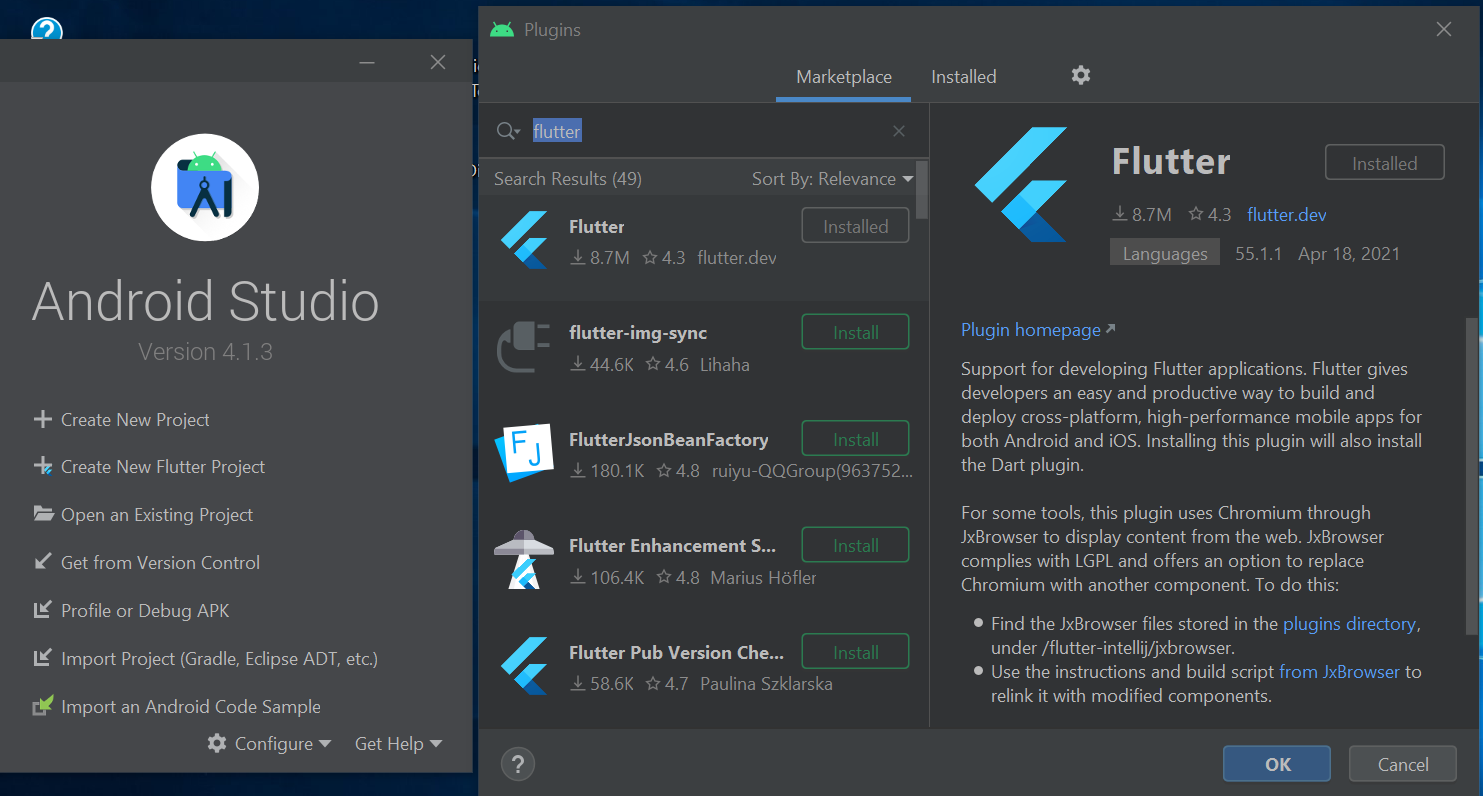 Android Studio
Version 4.1.3
Create New Project
Create New Flutter Project
Open an Existing Project
Get from Version Control
Profile or Debug APK
Import Project (Gradle, Eclipse ADT, etc.)
Import an Android Code Sample
Configure
Get Help
Plugins
Marketplace
Installed
flutter
Search Results (49)
Sort By: Relevance
Flutter
Installed
8.7M 4.3 flutter.dev
flutter-img-sync
Install
44.6K 4.6 Lihaha
FJ
FlutterJsonBeanFactory
Install
180.1K 4.8 ruiyu-QQGroup(963752...
Flutter Enhancement S...
Install
106.4K 4.8 Marius Höfler
Flutter Pub Version Che...
Install
58.6K 4.7 Paulina Szklarska
Flutter
Installed
8.7M 4.3 flutter.dev
Languages 55.1.1 Apr 18, 2021
Plugin homepage
Support for developing Flutter applications. Flutter gives
developers an easy and productive way to build and
deploy cross-platform, high-performance mobile apps for
both Android and iOS. Installing this plugin will also install
the Dart plugin.
For some tools, this plugin uses Chromium through
JxBrowser to display content from the web. JxBrowser
complies with LGPL and offers an option to replace
Chromium with another component. To do this:
Find the JxBrowser files stored in the plugins directory,
under /flutter-intellij/jxbrowser.
Use the instructions and build script from JxBrowser to
relink it with modified components.
?
OK
Cancel